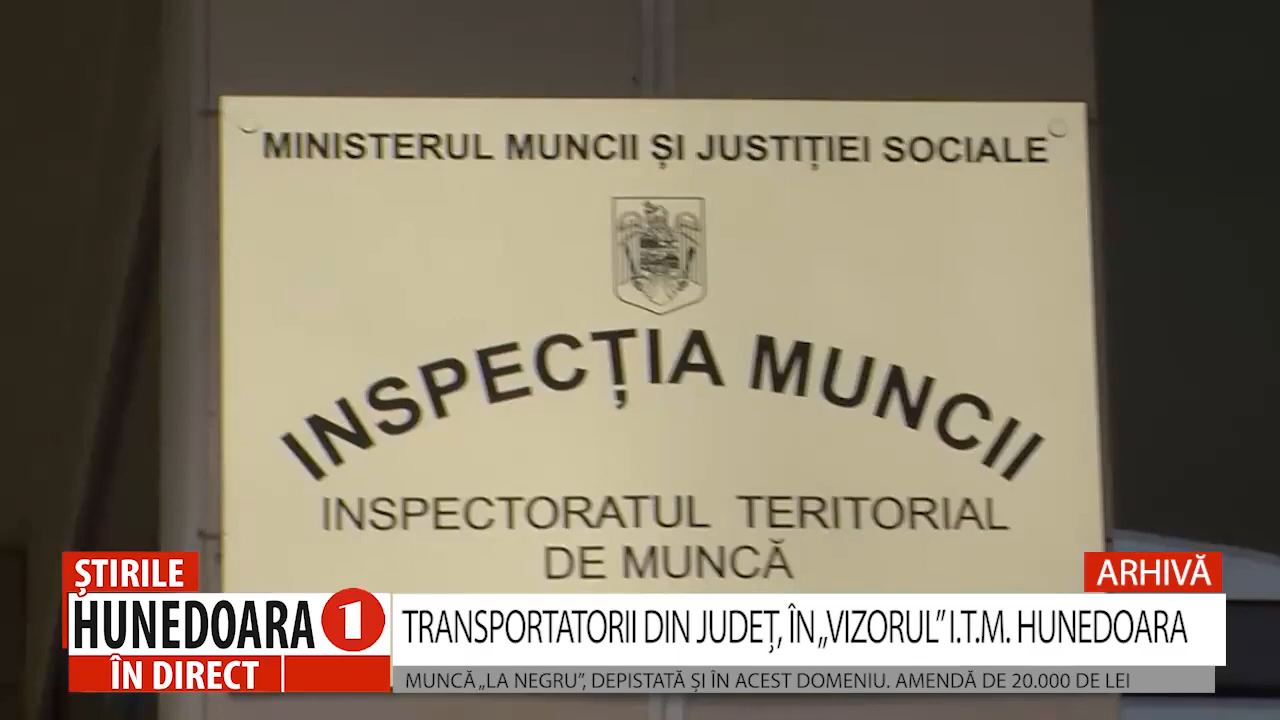 MINISTERUL MUNCII ȘI JUSTIȚIEI SOCIALE
INSPECȚIA MUNCII
INSPECTORATUL TERITORIAL
DE MUNCĂ
ȘTIRILE
HUNEDOARA 1
ÎN DIRECT
ARHIVĂ
TRANSPORTATORII DIN JUDEȚ, ÎN „VIZORUL” I.T.M. HUNEDOARA
MUNCĂ „LA NEGRU”, DEPISTATĂ ȘI ÎN ACEST DOMENIU. AMENDĂ DE 20.000 DE LEI